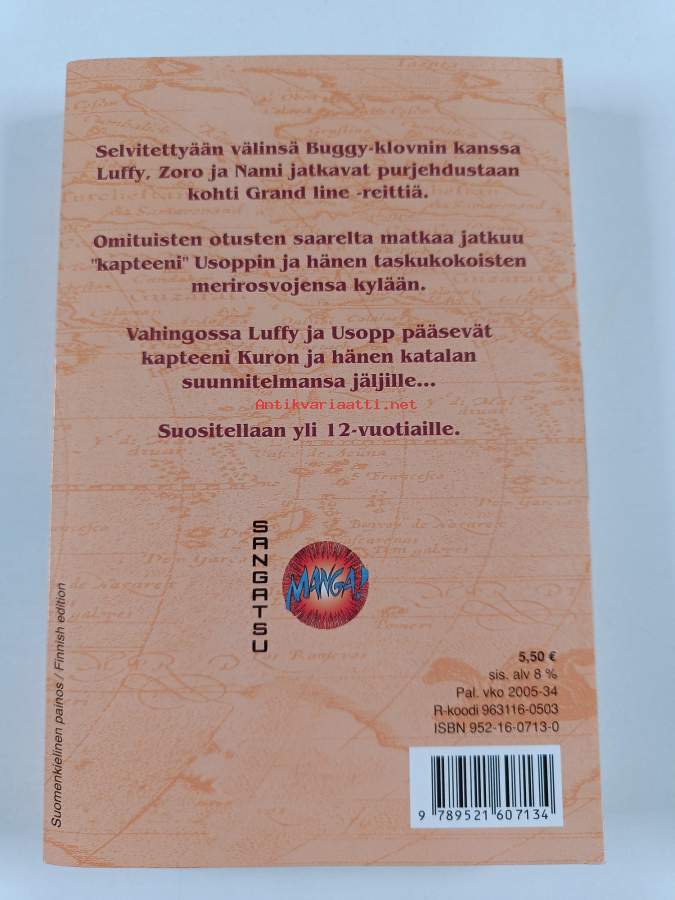 Selvitettyään välinsä Buggy-klovnin kanssa
Luffy, Zoro ja Nami jatkavat purjehdustaan
kohti Grand line -reittiä.
Omituisten otusten saarelta matkaa jatkuu
"kapteeni" Usoppin ja hänen taskukokoisten
merirosvojensa kylään.
Vahingossa Luffy ja Usopp pääsevät
kapteeni Kuron ja hänen katalan
suunnitelmansa jäljille...
Antikvariaatti.net
Suositellaan yli 12-vuotiaille.
SANGATSU
MANGA!
Suomenkielinen painos / Finnish edition
5,50 €
sis. alv 8 %
Pal. vko 2005-34
R-koodi 963116-0503
ISBN 952-16-0713-0
9 789521 607134